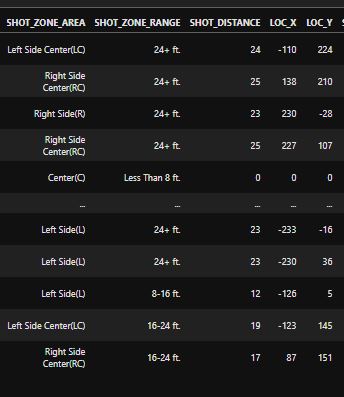 SHOT_ZONE_AREA SHOT_ZONE_RANGE SHOT_DISTANCE LOC_X LOC_Y
Left Side Center(LC) 24+ ft. 24 -110 224
Right Side
Center(RC) 24+ ft. 25 138 210
Right Side(R) 24+ ft. 23 230 -28
Right Side
Center(RC) 24+ ft. 25 227 107
Center(C) Less Than 8 ft. 0 0 0
... ... ... ... ...
Left Side(L) 24+ ft. 23 -233 -16
Left Side(L) 24+ ft. 23 -230 36
Left Side(L) 8-16 ft. 12 -126 5
Left Side Center(LC) 16-24 ft. 19 -123 145
Right Side
Center(RC) 16-24 ft. 17 87 151